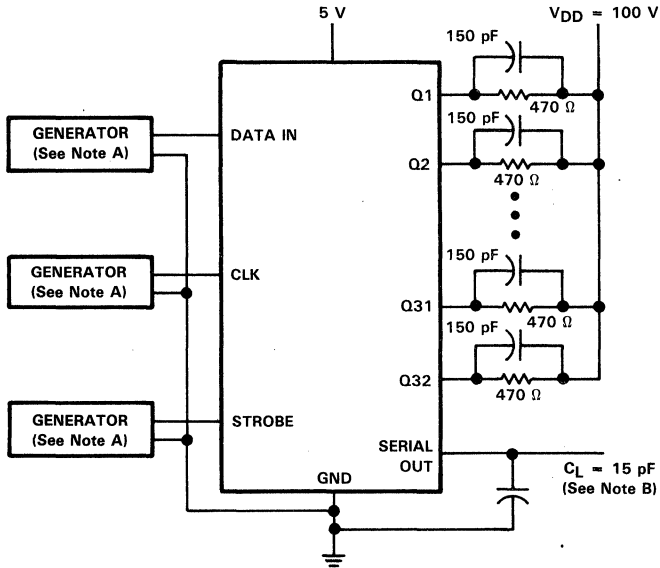 5 V
V_DD = 100 V
150 pF
Q1
470 Ω
GENERATOR
(See Note A)
DATA IN
150 pF
Q2
470 Ω
GENERATOR
(See Note A)
CLK
150 pF
Q31
470 Ω
150 pF
Q32
470 Ω
GENERATOR
(See Note A)
STROBE
SERIAL
OUT
C_L = 15 pF
(See Note B)
GND